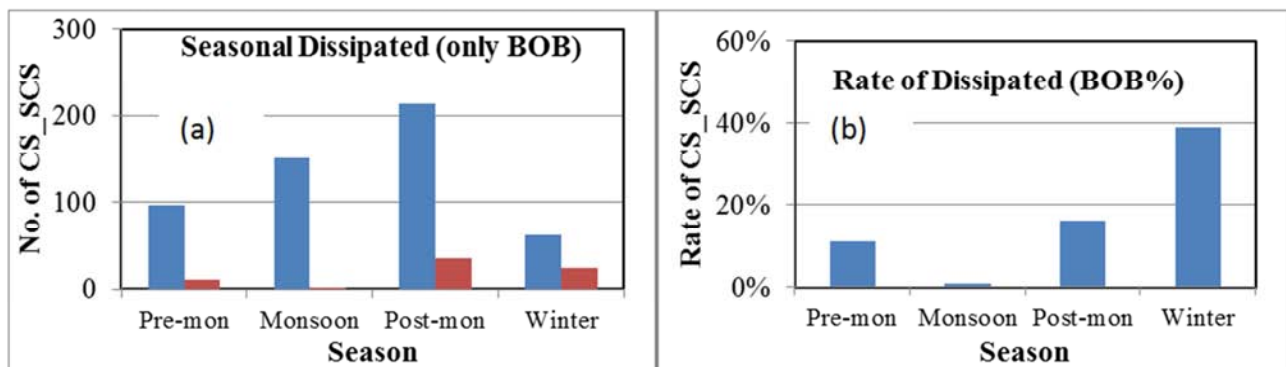 Seasonal Dissipated (only BOB)
(a)
No. of CS_SCS
300
200
100
0
Pre-mon Monsoon Post-mon Winter
Season
Rate of Dissipated (BOB%)
(b)
Rate of CS_SCS
60%
40%
20%
0%
Pre-mon Monsoon Post-mon Winter
Season